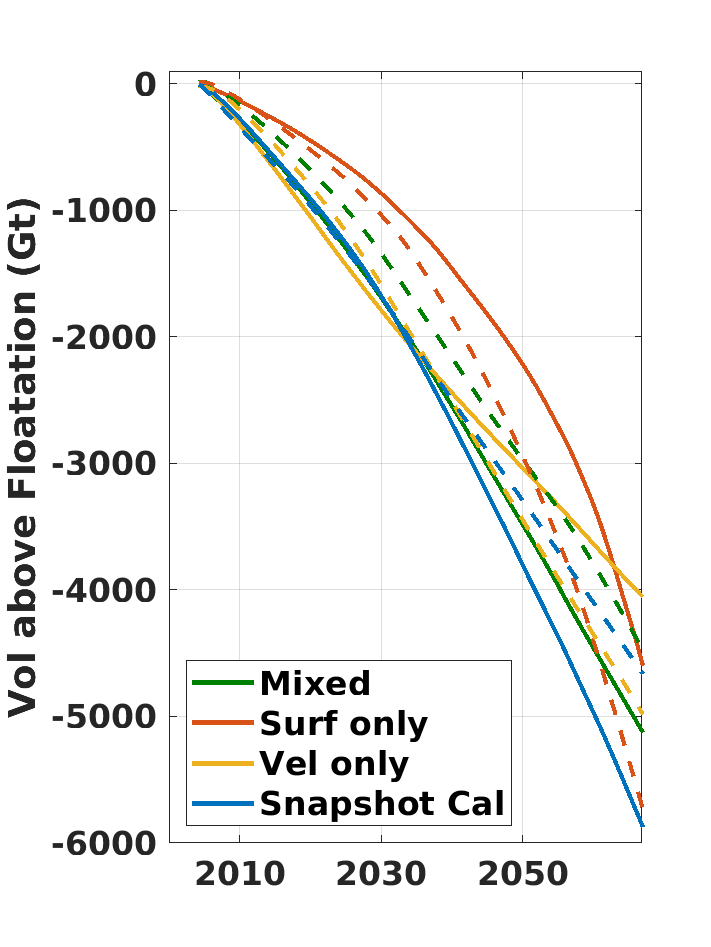 0
-1000
-2000
-3000
-4000
-5000
-6000
Vol above Floatation (Gt)
Mixed
Surf only
Vel only
Snapshot Cal
2010 2030 2050